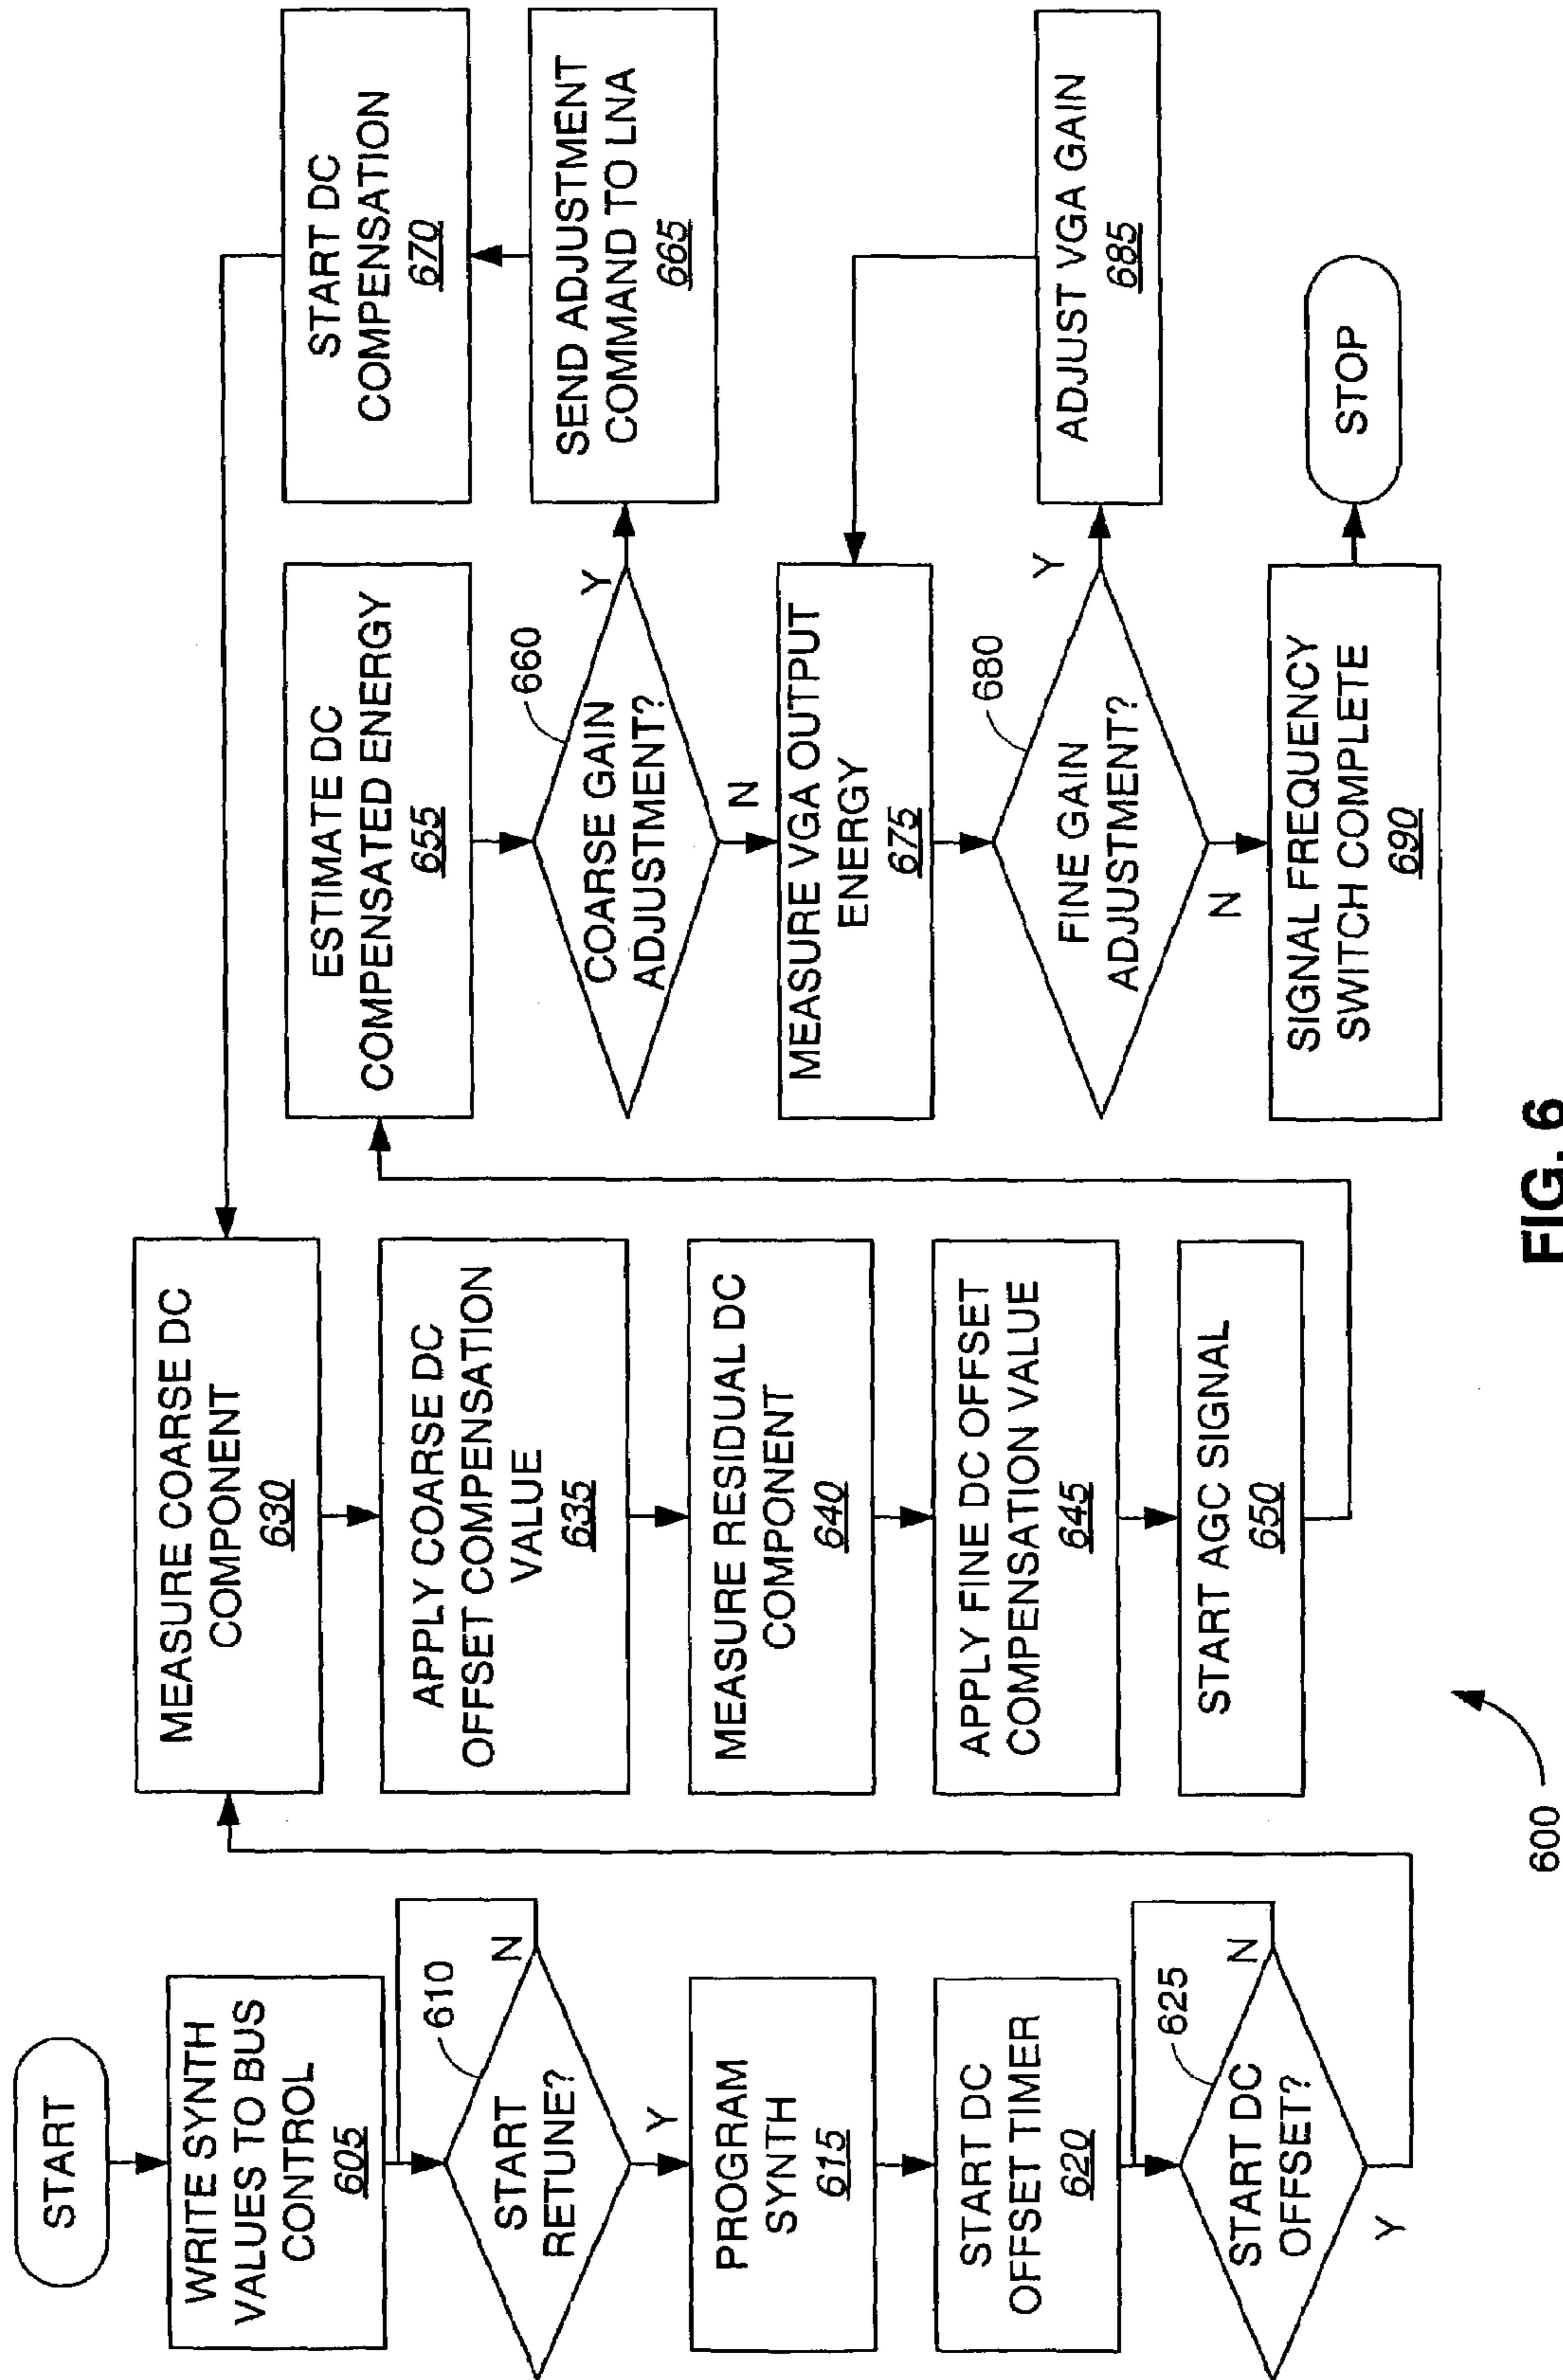 START
WRITE SYNTH
VALUES TO BUS
CONTROL
605
610
START
RETUNE?
N
Y
PROGRAM
SYNTH
615
START DC
OFFSET TIMER
620
625
START DC
OFFSET?
N
Y
MEASURE COARSE DC
COMPONENT
630
APPLY COARSE DC
OFFSET COMPENSATION
VALUE
635
MEASURE RESIDUAL DC
COMPONENT
640
APPLY FINE DC OFFSET
COMPENSATION VALUE
645
START AGC SIGNAL
650
ESTIMATE DC
COMPENSATED ENERGY
655
660
COARSE GAIN
ADJUSTMENT?
Y
N
SEND ADJUSTMENT
COMMAND TO LNA
665
START DC
COMPENSATION
670
MEASURE VGA OUTPUT
ENERGY
675
680
FINE GAIN
ADJUSTMENT?
Y
N
ADJUST VGA GAIN
685
SIGNAL FREQUENCY
SWITCH COMPLETE
690
STOP
600
FIG. 6